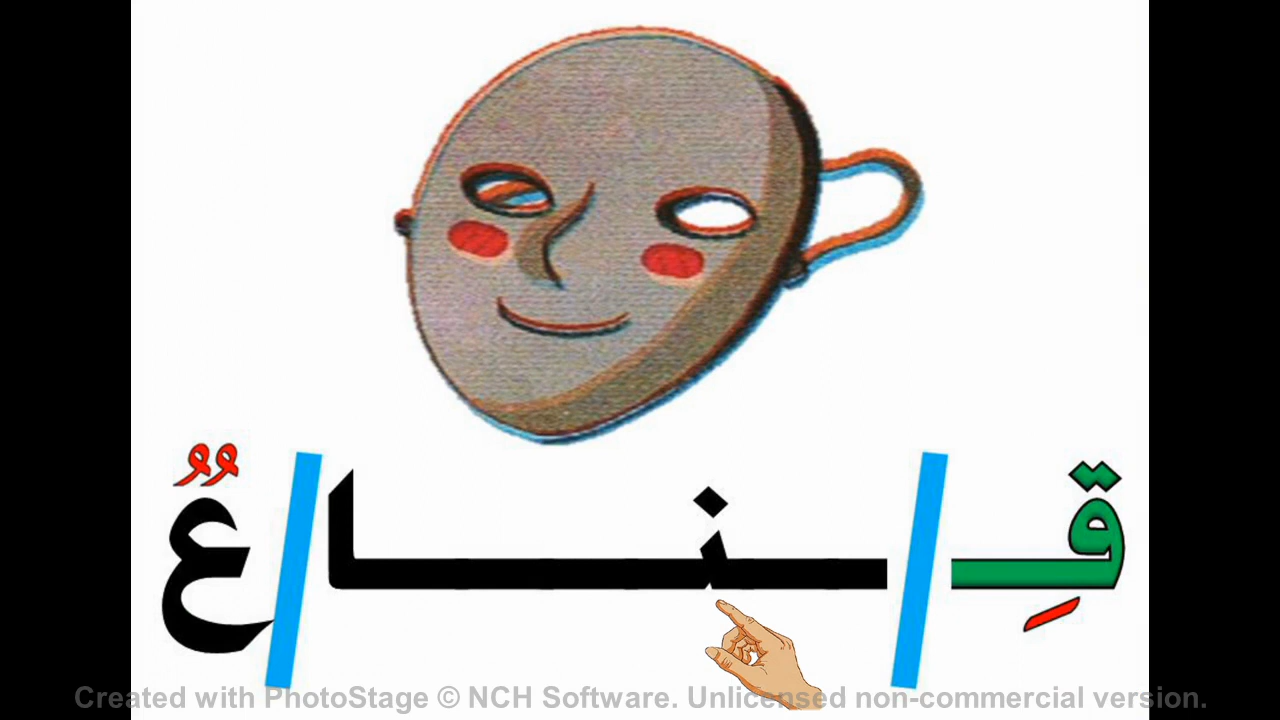 قِـ/ـنـا/عٌ
Created with PhotoStage © NCH Software. Unlicensed non-commercial version.